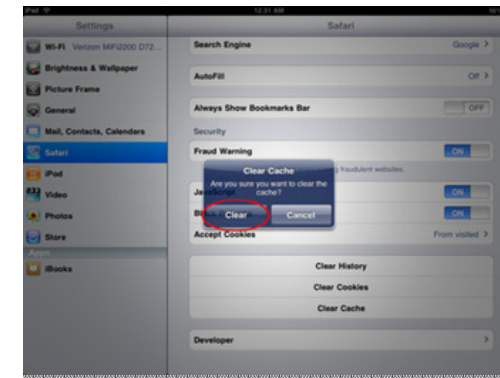 iPad
12:31 AM
Settings
Safari
Wi-Fi Verizon MiFi2200 D72...
Brightness & Wallpaper
Picture Frame
General
Mail, Contacts, Calendars
Safari
iPod
Video
Photos
Store
Apps
iBooks
Search Engine Google
AutoFill Off
Always Show Bookmarks Bar OFF
Security
Fraud Warning ON
fraudulent websites.
Clear Cache
Are you sure you want to clear the
cache?
ON
Clear Cancel
ON
Accept Cookies From visited
Clear History
Clear Cookies
Clear Cache
Developer